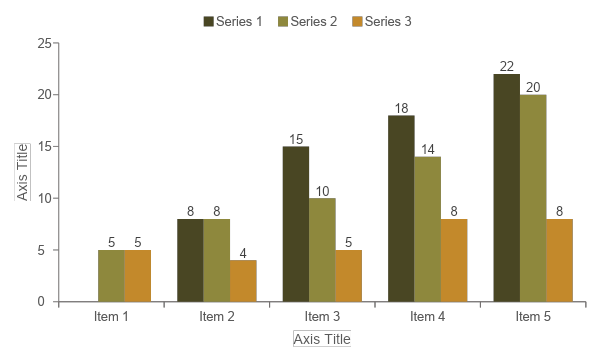 Series 1 Series 2 Series 3
25
20
15
10
5
0
Axis Title
5 5
8 8 4
15 10 5
18 14 8
22 20 8
Item 1 Item 2 Item 3 Item 4 Item 5
Axis Title